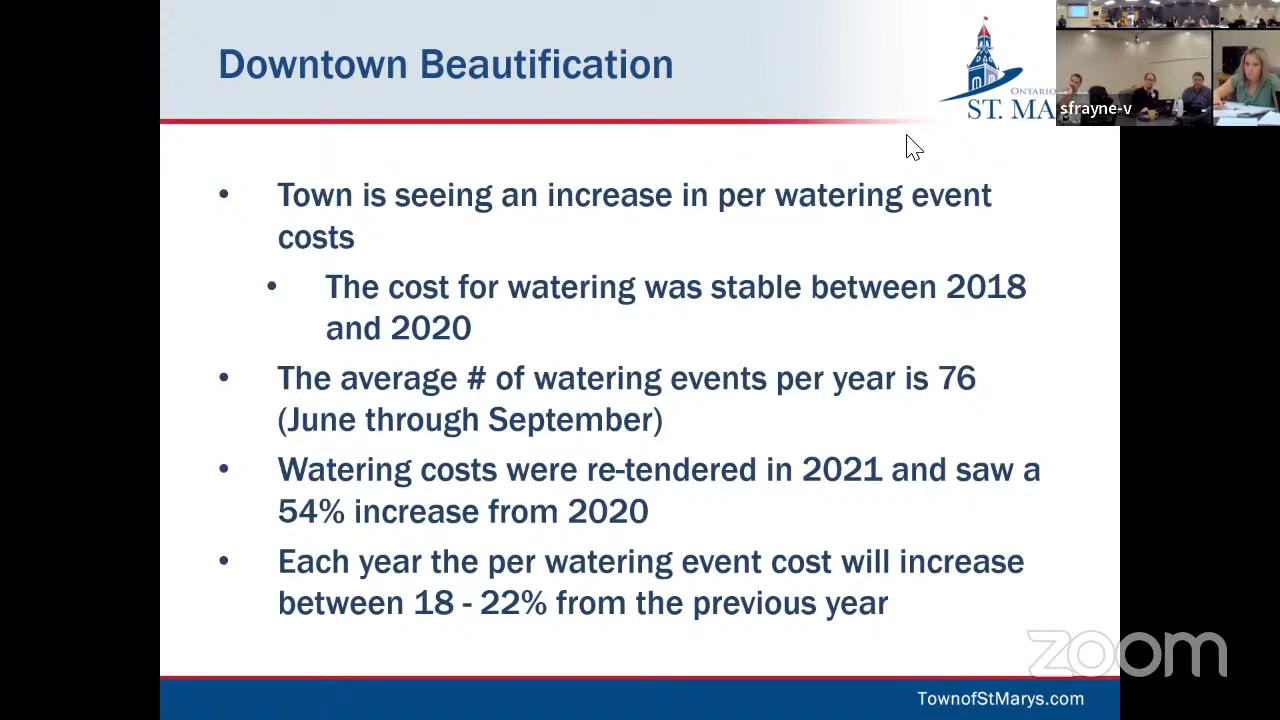 Downtown Beautification
ONTARIO
ST. MA
sfrayne-v
• Town is seeing an increase in per watering event
costs
• The cost for watering was stable between 2018
and 2020
• The average # of watering events per year is 76
(June through September)
• Watering costs were re-tendered in 2021 and saw a
54% increase from 2020
• Each year the per watering event cost will increase
between 18 - 22% from the previous year
zoom
TownofStMarys.com